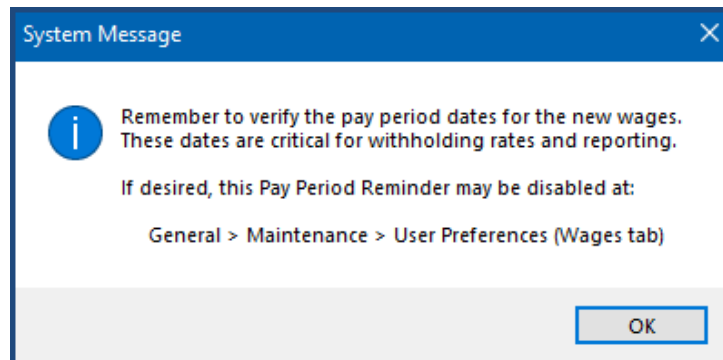 System Message
Remember to verify the pay period dates for the new wages.
These dates are critical for withholding rates and reporting.
If desired, this Pay Period Reminder may be disabled at:
General > Maintenance > User Preferences (Wages tab)
OK